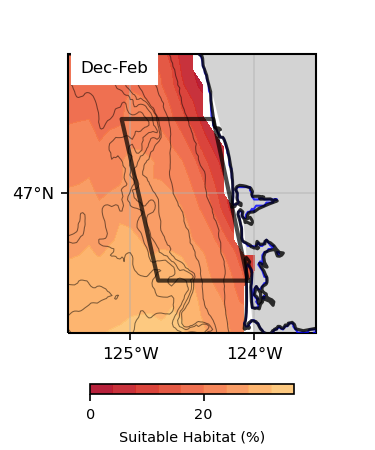 Dec-Feb
47°N
125°W 124°W
0 20
Suitable Habitat (%)